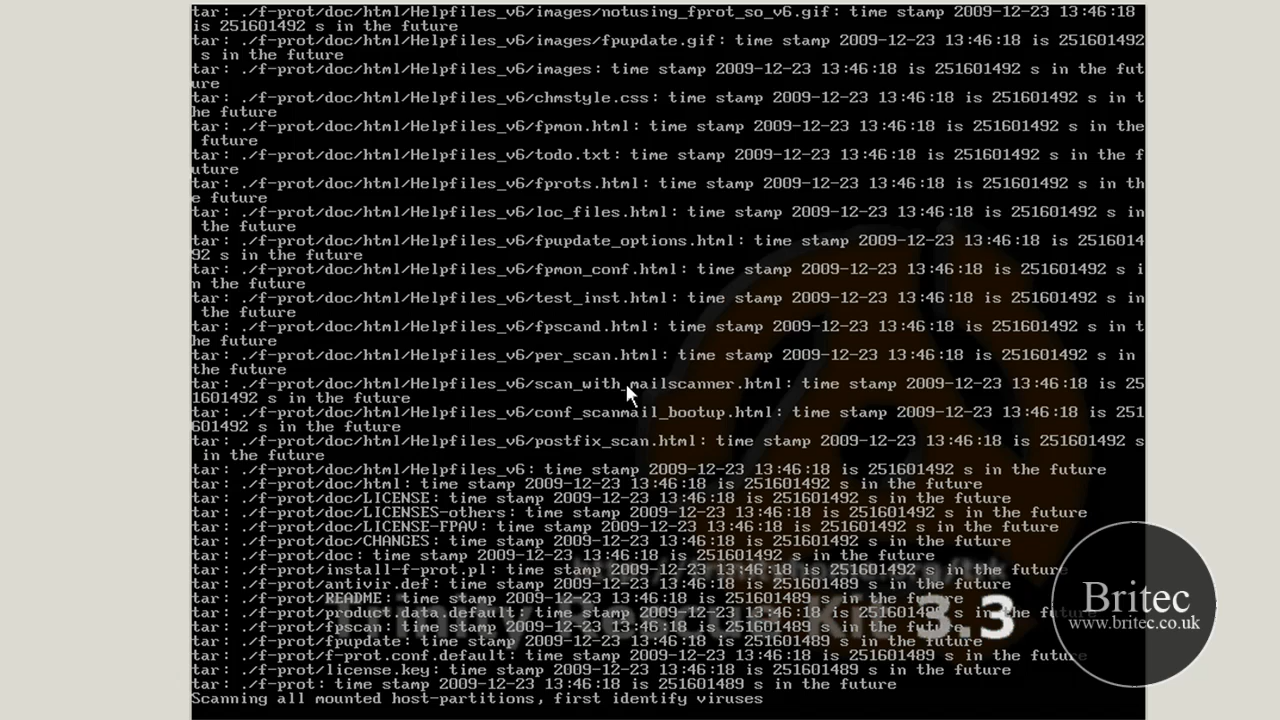 tar: ./f-prot/doc/html/Helpfiles_v6/images/notusing_fprot_so_v6.gif: time stamp 2009-12-23 13:46:18
is 251601492 s in the future
tar: ./f-prot/doc/html/Helpfiles_v6/images/fpupdate.gif: time stamp 2009-12-23 13:46:18 is 251601492
 s in the future
tar: ./f-prot/doc/html/Helpfiles_v6/images: time stamp 2009-12-23 13:46:18 is 251601492 s in the fut
ure
tar: ./f-prot/doc/html/Helpfiles_v6/chmstyle.css: time stamp 2009-12-23 13:46:18 is 251601492 s in t
he future
tar: ./f-prot/doc/html/Helpfiles_v6/fpmon.html: time stamp 2009-12-23 13:46:18 is 251601492 s in the
 future
tar: ./f-prot/doc/html/Helpfiles_v6/todo.txt: time stamp 2009-12-23 13:46:18 is 251601492 s in the f
uture
tar: ./f-prot/doc/html/Helpfiles_v6/fprots.html: time stamp 2009-12-23 13:46:18 is 251601492 s in th
e future
tar: ./f-prot/doc/html/Helpfiles_v6/loc_files.html: time stamp 2009-12-23 13:46:18 is 251601492 s in
 the future
tar: ./f-prot/doc/html/Helpfiles_v6/fpupdate_options.html: time stamp 2009-12-23 13:46:18 is 2516014
92 s in the future
tar: ./f-prot/doc/html/Helpfiles_v6/fpmon_conf.html: time stamp 2009-12-23 13:46:18 is 251601492 s i
n the future
tar: ./f-prot/doc/html/Helpfiles_v6/test_inst.html: time stamp 2009-12-23 13:46:18 is 251601492 s in
 the future
tar: ./f-prot/doc/html/Helpfiles_v6/fpscand.html: time stamp 2009-12-23 13:46:18 is 251601492 s in t
he future
tar: ./f-prot/doc/html/Helpfiles_v6/per_scan.html: time stamp 2009-12-23 13:46:18 is 251601492 s in
the future
tar: ./f-prot/doc/html/Helpfiles_v6/scan_with_mailscanner.html: time stamp 2009-12-23 13:46:18 is 25
1601492 s in the future
tar: ./f-prot/doc/html/Helpfiles_v6/conf_scanmail_bootup.html: time stamp 2009-12-23 13:46:18 is 251
601492 s in the future
tar: ./f-prot/doc/html/Helpfiles_v6/postfix_scan.html: time stamp 2009-12-23 13:46:18 is 251601492 s
 in the future
tar: ./f-prot/doc/html/Helpfiles_v6: time stamp 2009-12-23 13:46:18 is 251601492 s in the future
tar: ./f-prot/doc/html: time stamp 2009-12-23 13:46:18 is 251601492 s in the future
tar: ./f-prot/doc/LICENSE: time stamp 2009-12-23 13:46:18 is 251601492 s in the future
tar: ./f-prot/doc/LICENSES-others: time stamp 2009-12-23 13:46:18 is 251601492 s in the future
tar: ./f-prot/doc/LICENSE-FPAV: time stamp 2009-12-23 13:46:18 is 251601492 s in the future
tar: ./f-prot/doc/CHANGES: time stamp 2009-12-23 13:46:18 is 251601492 s in the future
tar: ./f-prot/doc: time stamp 2009-12-23 13:46:18 is 251601492 s in the future
tar: ./f-prot/install-f-prot.pl: time stamp 2009-12-23 13:46:18 is 251601492 s in the future
tar: ./f-prot/antivir.def: time stamp 2009-12-23 13:46:18 is 251601489 s in the future
tar: ./f-prot/README: time stamp 2009-12-23 13:46:18 is 251601489 s in the future
tar: ./f-prot/product.data.default: time stamp 2009-12-23 13:46:18 is 251601489 s in the future
tar: ./f-prot/fpscan: time stamp 2009-12-23 13:46:18 is 251601489 s in the future
tar: ./f-prot/fpupdate: time stamp 2009-12-23 13:46:18 is 251601489 s in the future
tar: ./f-prot/f-prot.conf.default: time stamp 2009-12-23 13:46:18 is 251601489 s in the future
tar: ./f-prot/license.key: time stamp 2009-12-23 13:46:18 is 251601489 s in the future
tar: ./f-prot: time stamp 2009-12-23 13:46:18 is 251601489 s in the future
Scanning all mounted host-partitions, first identify viruses
Trinity Rescue Kit 3.3
Britec
www.britec.co.uk